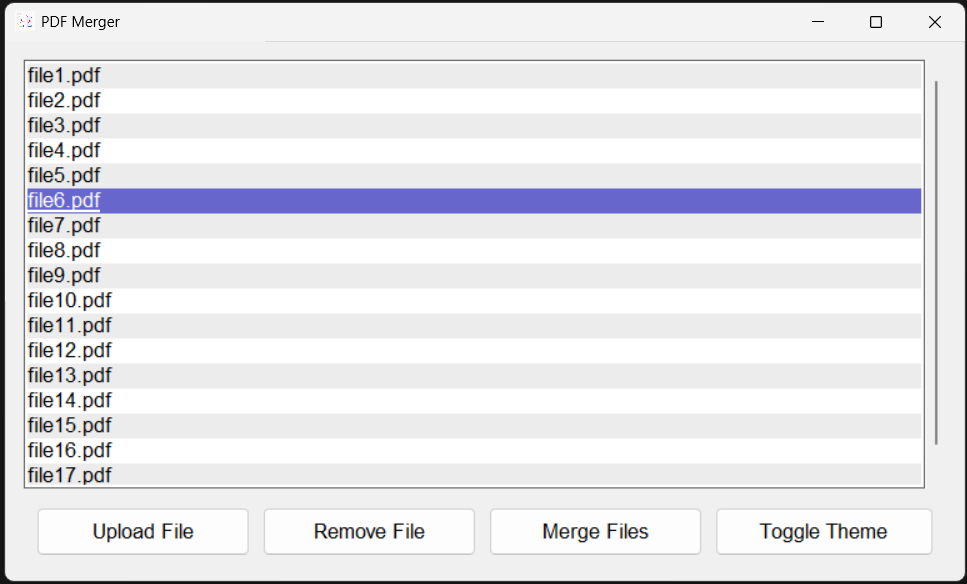 PDF Merger
file1.pdf
file2.pdf
file3.pdf
file4.pdf
file5.pdf
file6.pdf
file7.pdf
file8.pdf
file9.pdf
file10.pdf
file11.pdf
file12.pdf
file13.pdf
file14.pdf
file15.pdf
file16.pdf
file17.pdf
Upload File Remove File Merge Files Toggle Theme